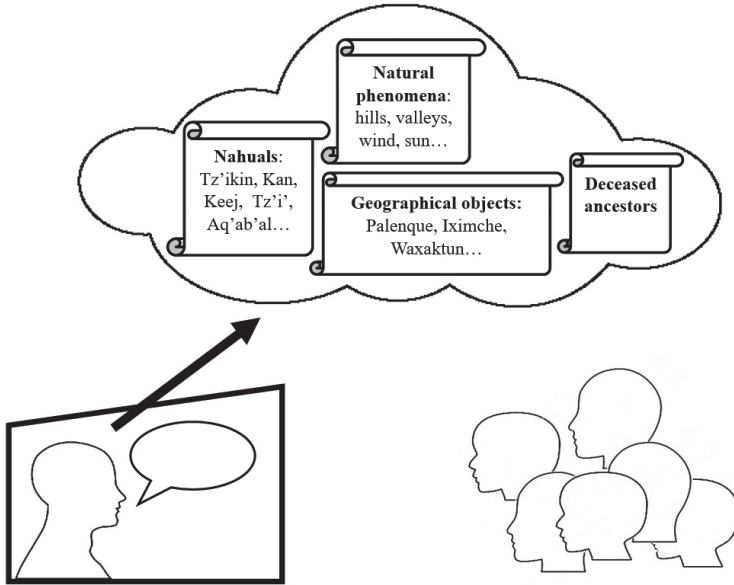 Natural
phenomena:
hills, valleys,
wind, sun…
Nahuals:
Tz’ikin, Kan,
Keej, Tz’i’,
Aq’ab’al…
Geographical objects:
Palenque, Iximche,
Waxaktun…
Deceased
ancestors